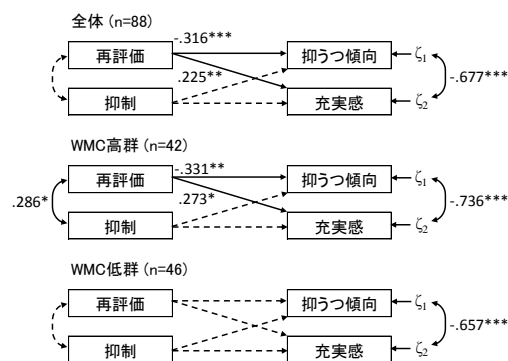 全体 (n=88)
-.316***
再評価 抑うつ傾向 ζ1
.225** -.677***
抑制 充実感 ζ2
WMC高群 (n=42)
-.331**
再評価 抑うつ傾向 ζ1
.286* .273* -.736***
抑制 充実感 ζ2
WMC低群 (n=46)
再評価 抑うつ傾向 ζ1
-.657***
抑制 充実感 ζ2